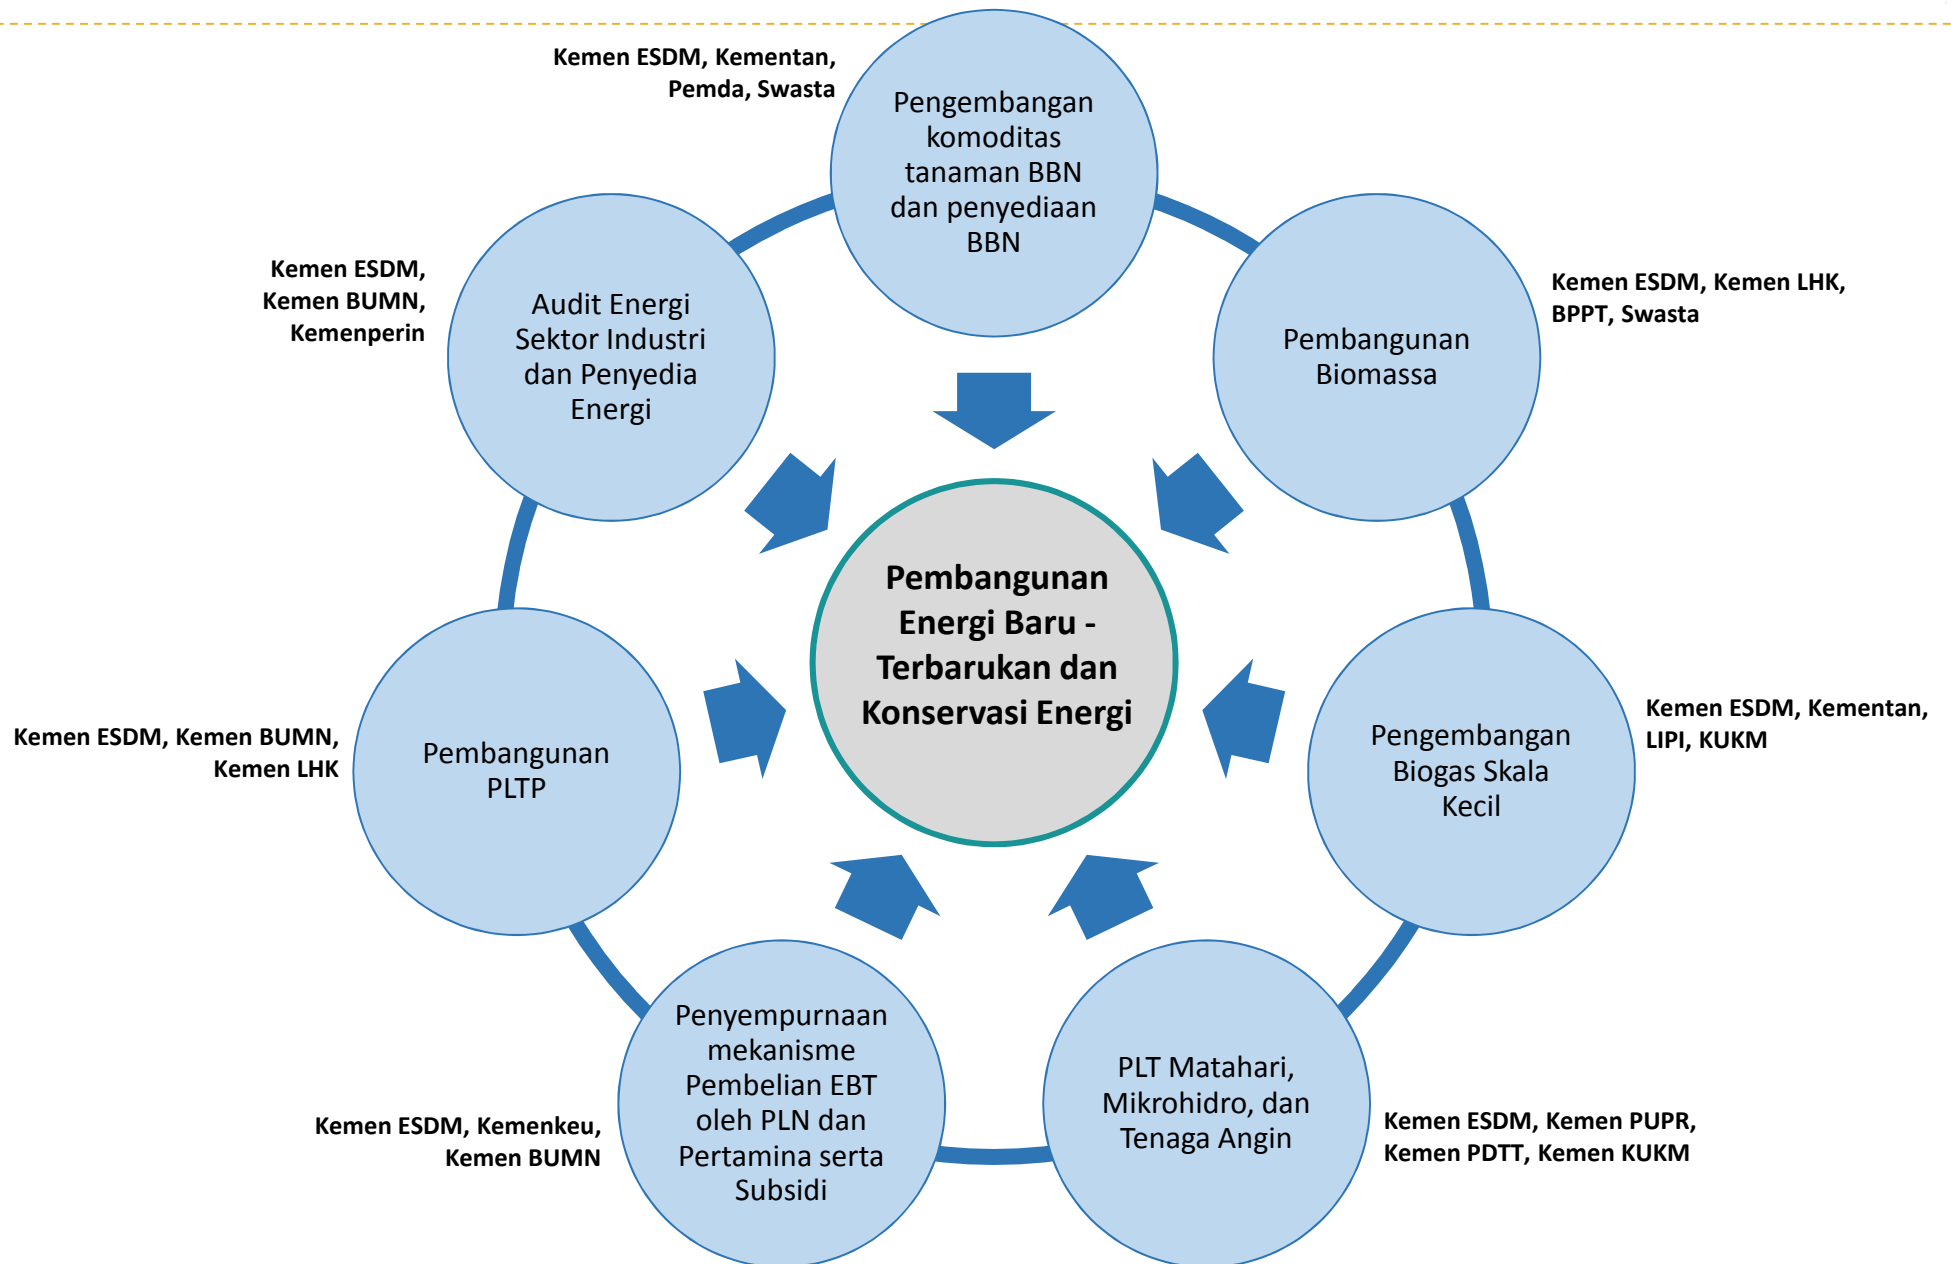 Kemen ESDM, Kementan,
Pemda, Swasta
Pengembangan
komoditas
tanaman BBN
dan penyediaan
BBN
Kemen ESDM,
Kemen BUMN,
Kemenperin
Audit Energi
Sektor Industri
dan Penyedia
Energi
Pembangunan
Biomassa
Kemen ESDM, Kemen LHK,
BPPT, Swasta
Pembangunan
Energi Baru -
Terbarukan dan
Konservasi Energi
Kemen ESDM, Kemen BUMN,
Kemen LHK
Pembangunan
PLTP
Pengembangan
Biogas Skala
Kecil
Kemen ESDM, Kementan,
LIPI, KUKM
Kemen ESDM, Kemenkeu,
Kemen BUMN
Penyempurnaan
mekanisme
Pembelian EBT
oleh PLN dan
Pertamina serta
Subsidi
PLT Matahari,
Mikrohidro, dan
Tenaga Angin
Kemen ESDM, Kemen PUPR,
Kemen PDTT, Kemen KUKM